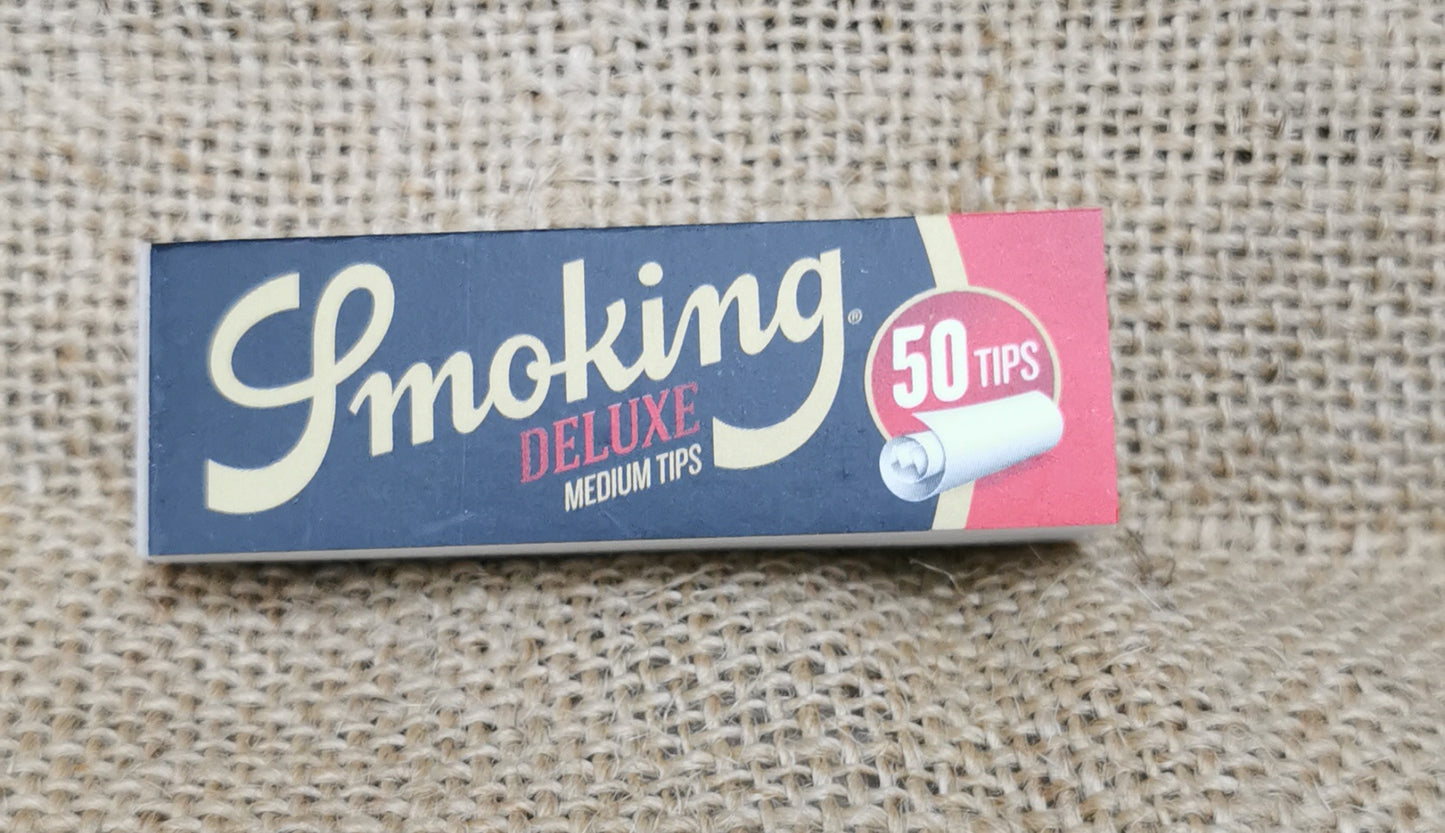 Smoking®
DELUXE
MEDIUM TIPS
50 TIPS